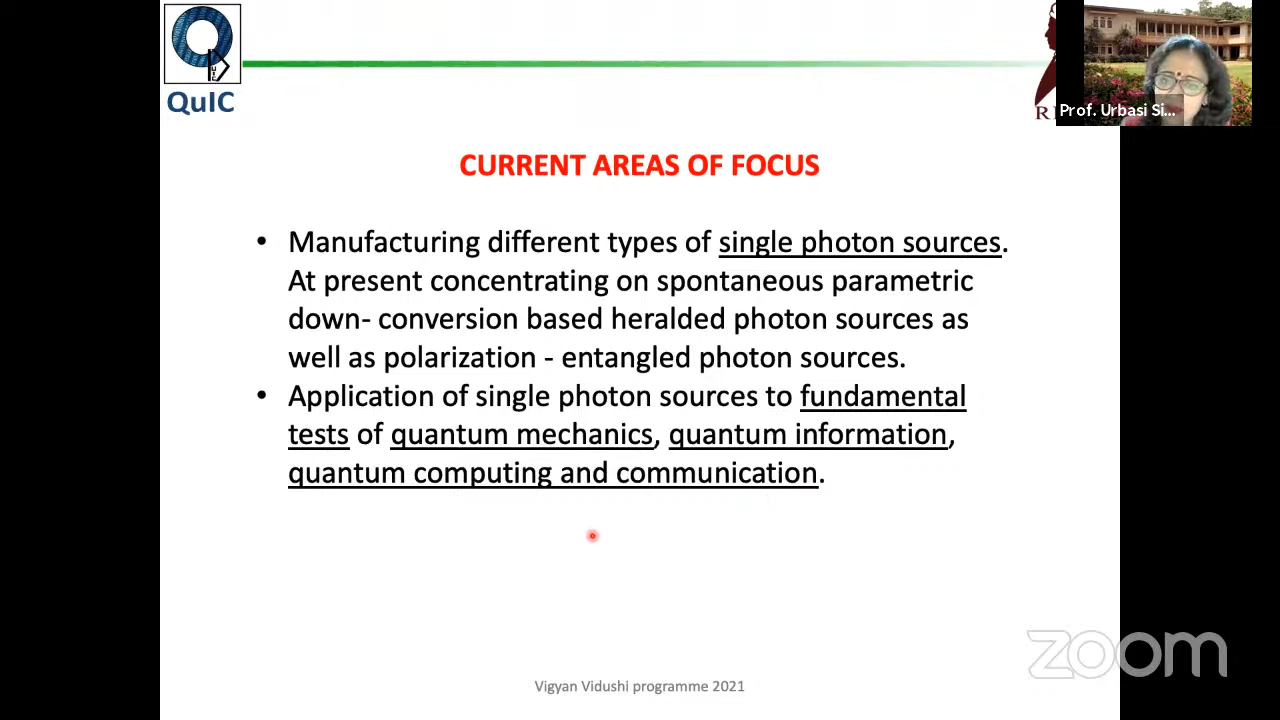 QuIC
Prof. Urbasi Si...
CURRENT AREAS OF FOCUS
• Manufacturing different types of single photon sources.
At present concentrating on spontaneous parametric
down- conversion based heralded photon sources as
well as polarization - entangled photon sources.
• Application of single photon sources to fundamental
tests of quantum mechanics, quantum information,
quantum computing and communication.
zoom
Vigyan Vidushi programme 2021